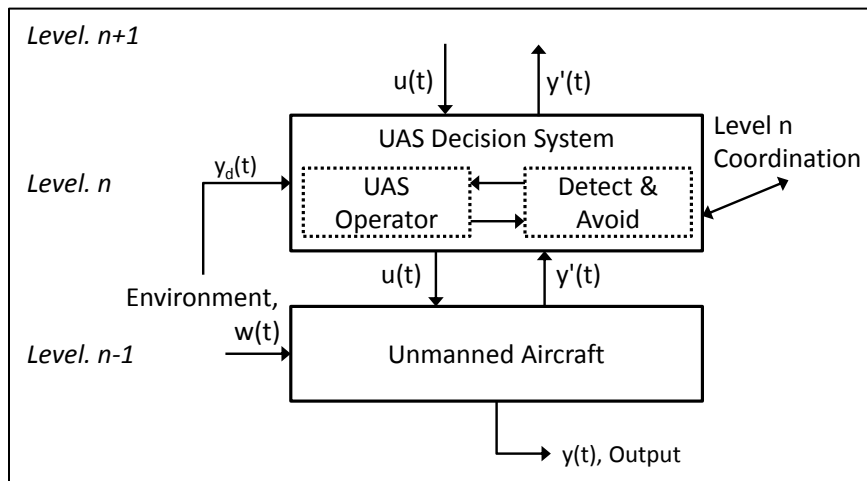 Level. n+1
u(t)
y'(t)
UAS Decision System
Level n
Coordination
y_d(t)
Level. n
UAS
Operator
Detect &
Avoid
u(t)
y'(t)
Environment,
w(t)
Level. n-1
Unmanned Aircraft
y(t), Output